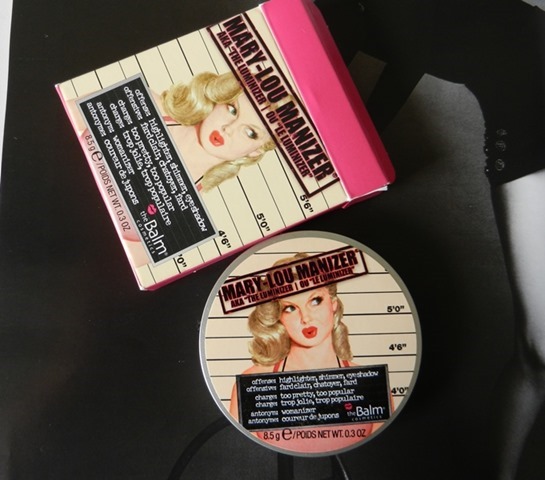 MARY-LOU MANIZER®
AKA "THE LUMINIZER | OU "LE LUMINIZER"
5'6"
5'0"
4'6"
'0"
offenses highlighter, shimmer, eyeshadow
offensives fard clair, chatoyer, fard
charges too pretty, too popular
charges trop jolie, trop populaire
antonym womanizer
antonymes coureur de jupons
theBalm®
COSMETICS
8.5 g e/POIDS NET WT. 0.3 OZ
MARY-LOU MANIZER®
AKA "THE LUMINIZER | OU "LE LUMINIZER"
5'0"
4'6"
4'0"
offenses highlighter, shimmer, eyeshadow
offensives fard clair, chatoyer, fard
charges too pretty, too popular
charges trop jolie, trop populaire
antonyms womanizer
antonymes coureur de jupons
theBalm®
COSMETICS
8.5 g e/POIDS NET WT. 0.3 OZ